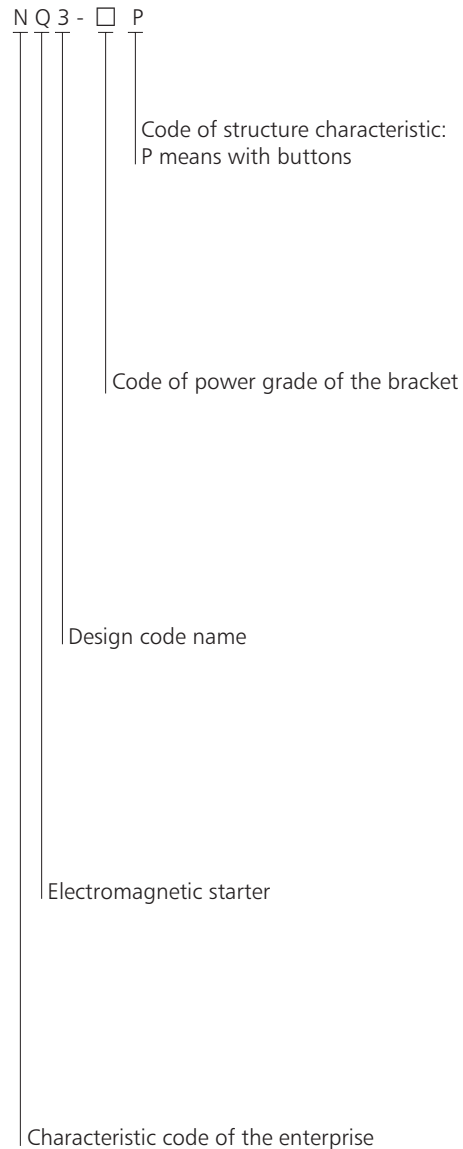 N Q 3 - □ P
Code of structure characteristic:
P means with buttons
Code of power grade of the bracket
Design code name
Electromagnetic starter
Characteristic code of the enterprise